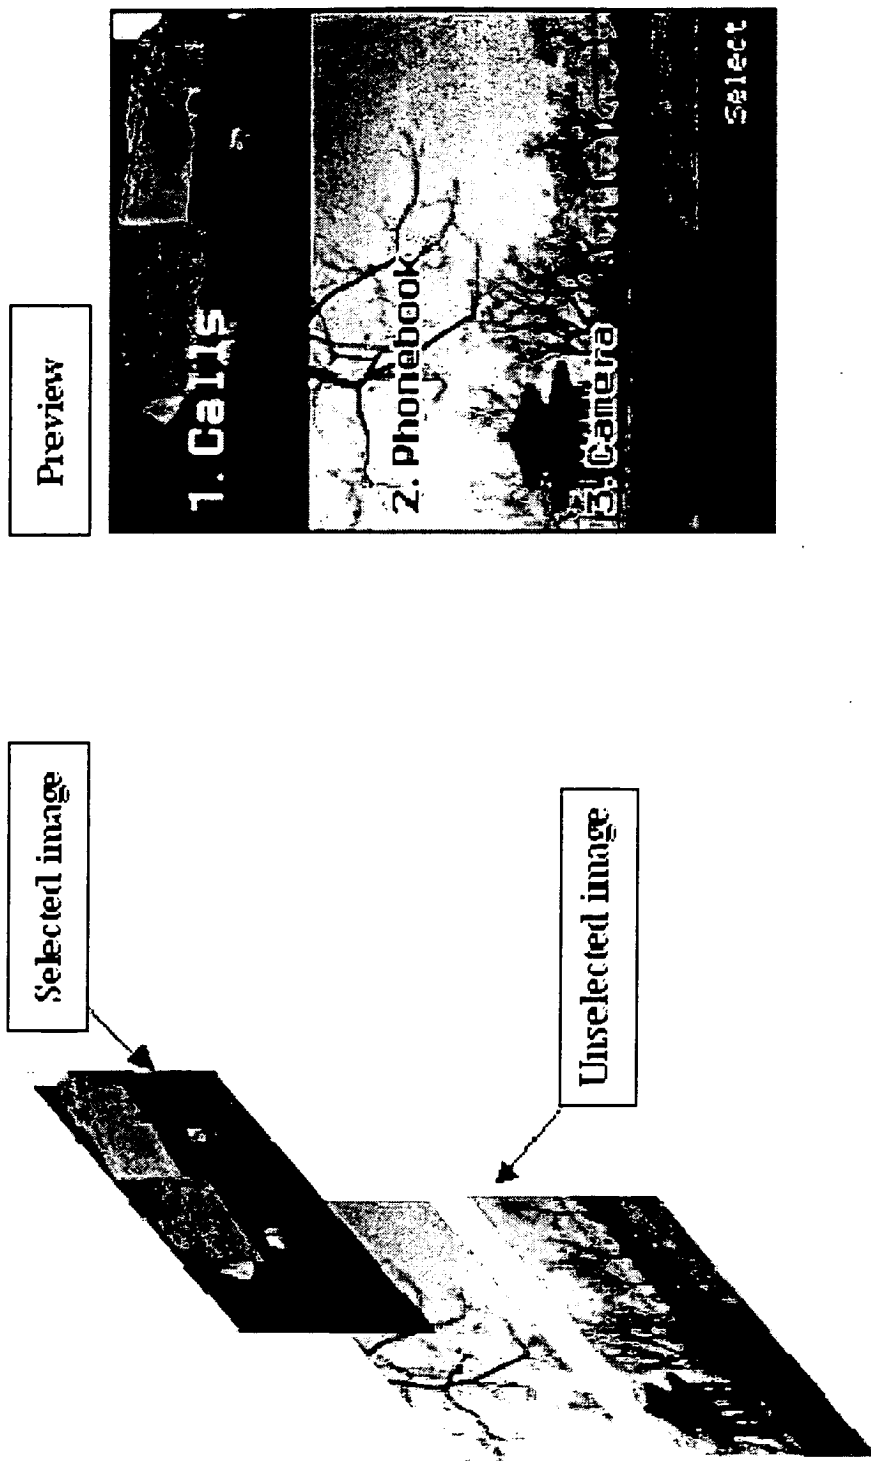 Selected image
Unselected image
Preview
1. Calls
2. Phonebook
3. Camera
Select